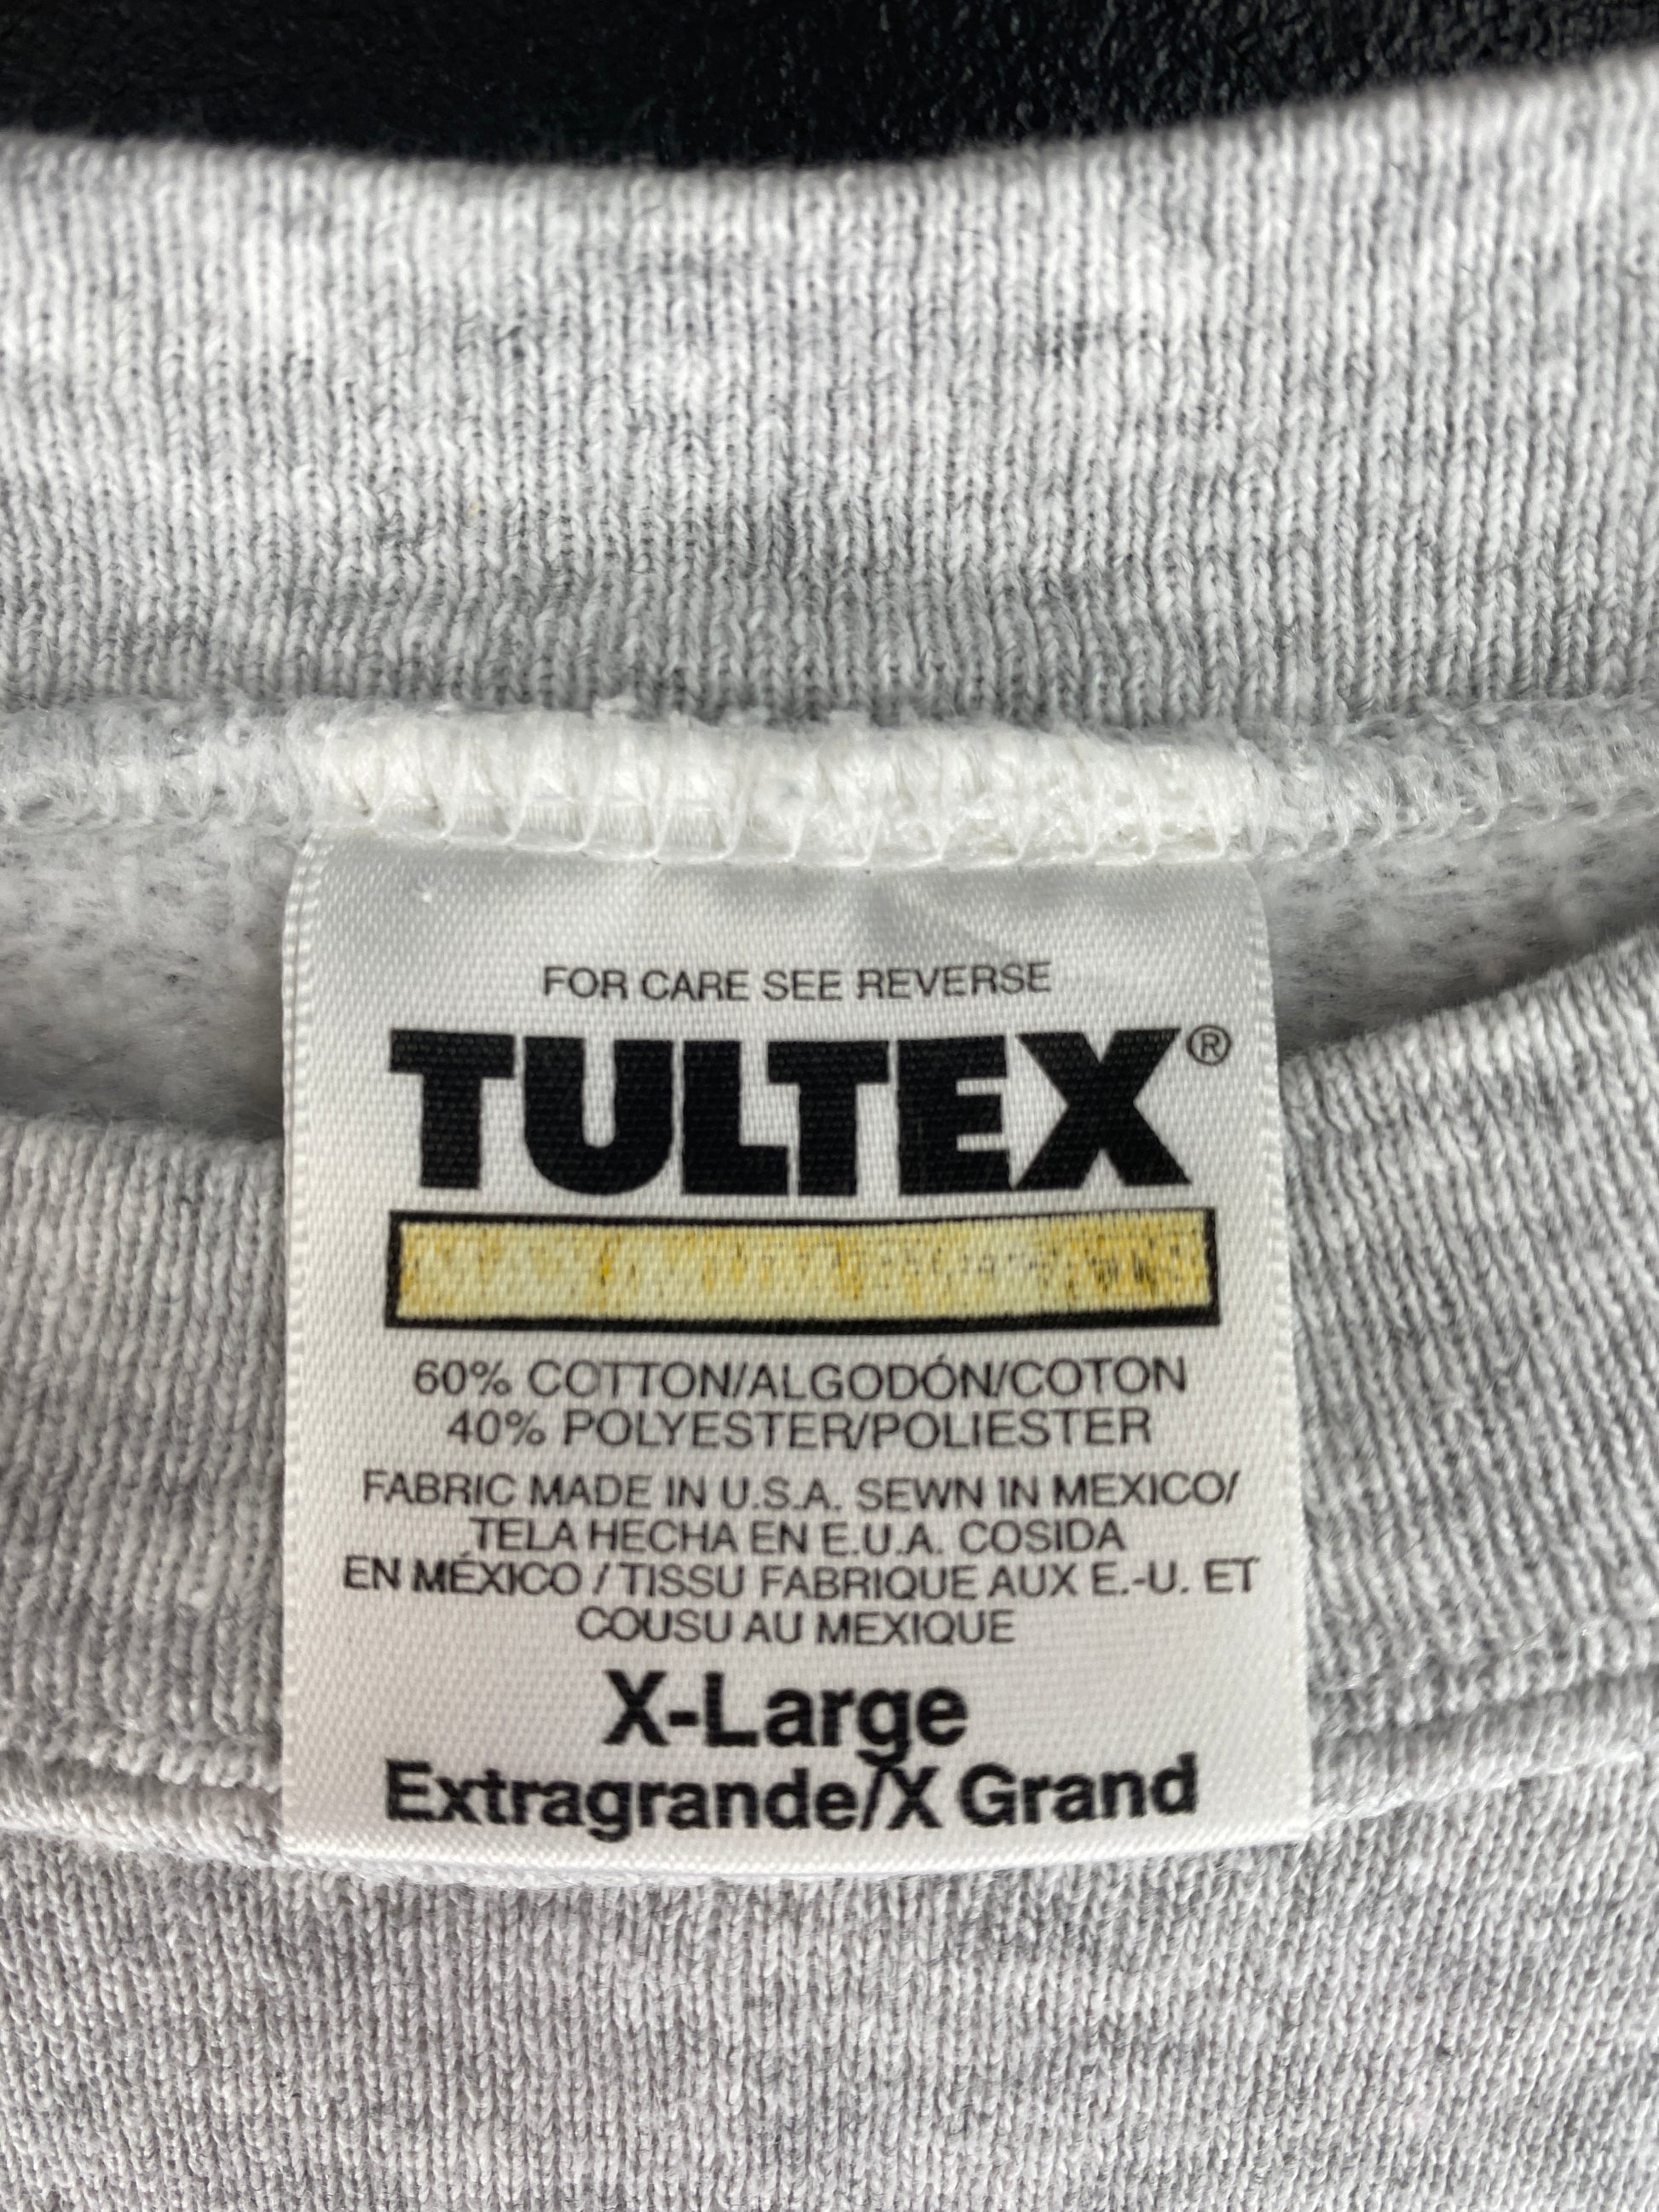 FOR CARE SEE REVERSE
TULTEX®
60% COTTON/ALGODÓN/COTON
40% POLYESTER/POLIESTER
FABRIC MADE IN U.S.A. SEWN IN MEXICO/
TELA HECHA EN E.U.A. COSIDA
EN MÉXICO / TISSU FABRIQUE AUX E.-U. ET
COUSU AU MEXIQUE
X-Large
Extragrande/X Grand